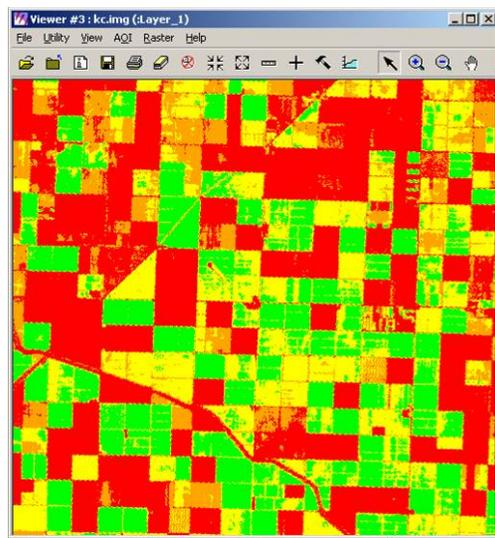 Viewer #3 : kc.img (:Layer_1)
File Utility View AOI Raster Help